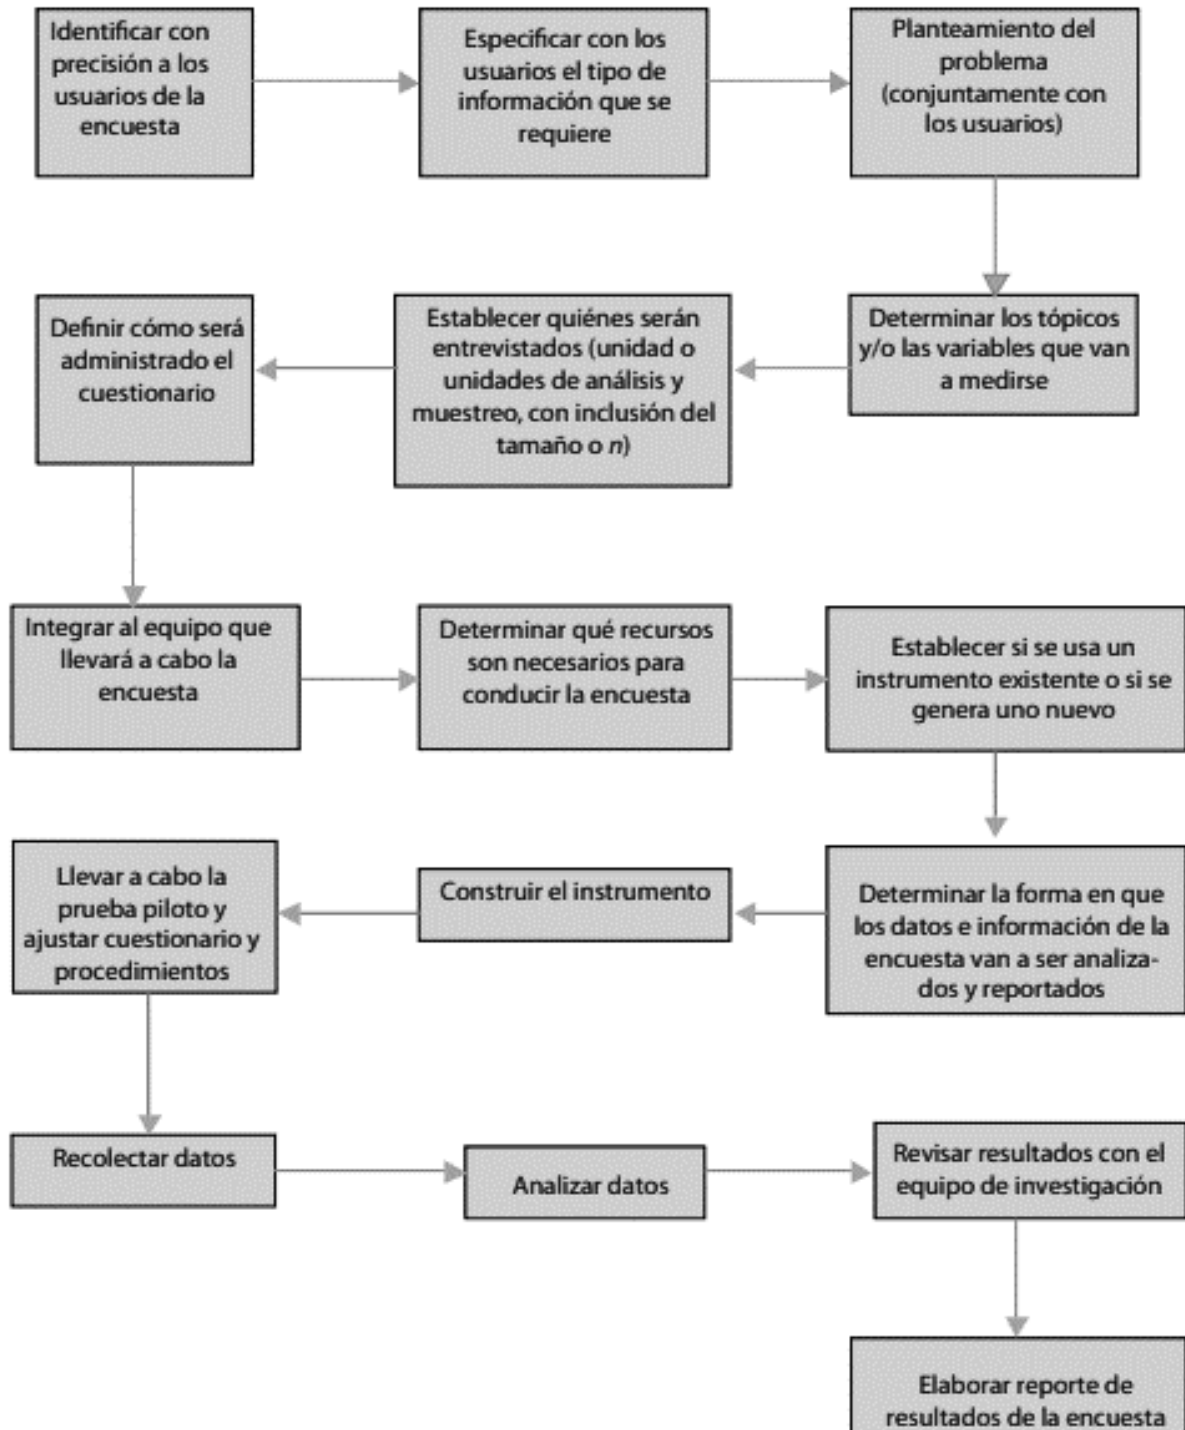 Identificar con
precisión a los
usuarios de la
encuesta
Especificar con los
usuarios el tipo de
información que se
requiere
Planteamiento del
problema
(conjuntamente con
los usuarios)
Determinar los tópicos
y/o las variables que van
a medirse
Establecer quiénes serán
entrevistados (unidad o
unidades de análisis y
muestreo, con inclusión del
tamaño o n)
Definir cómo será
administrado el
cuestionario
Integrar al equipo que
llevará a cabo la
encuesta
Determinar qué recursos
son necesarios para
conducir la encuesta
Establecer si se usa un
instrumento existente o si se
genera uno nuevo
Determinar la forma en que
los datos e información de la
encuesta van a ser analiza-
dos y reportados
Construir el instrumento
Llevar a cabo la
prueba piloto y
ajustar cuestionario y
procedimientos
Recolectar datos
Analizar datos
Revisar resultados con el
equipo de investigación
Elaborar reporte de
resultados de la encuesta